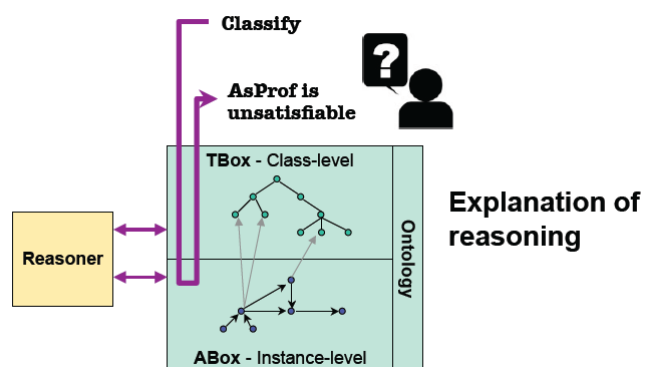 Classify
?
AsProf is
unsatisfiable
TBox - Class-level
Explanation of
reasoning
Ontology
Reasoner
ABox - Instance-level